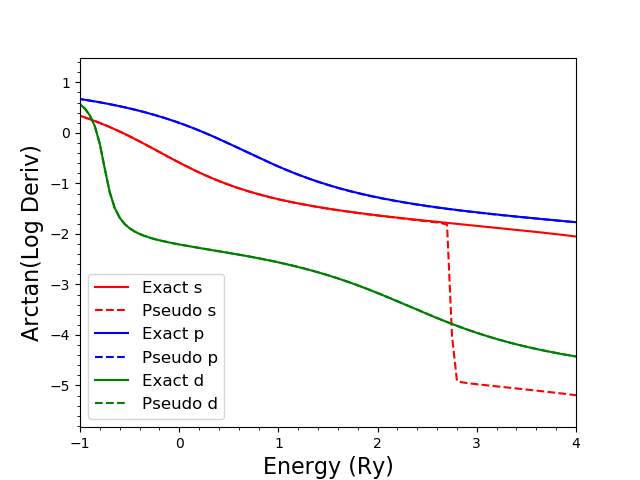 1
0
−1
−2
−3
−4
−5
Arctan(Log Deriv)
Exact s
Pseudo s
Exact p
Pseudo p
Exact d
Pseudo d
−1 0 1 2 3 4
Energy (Ry)